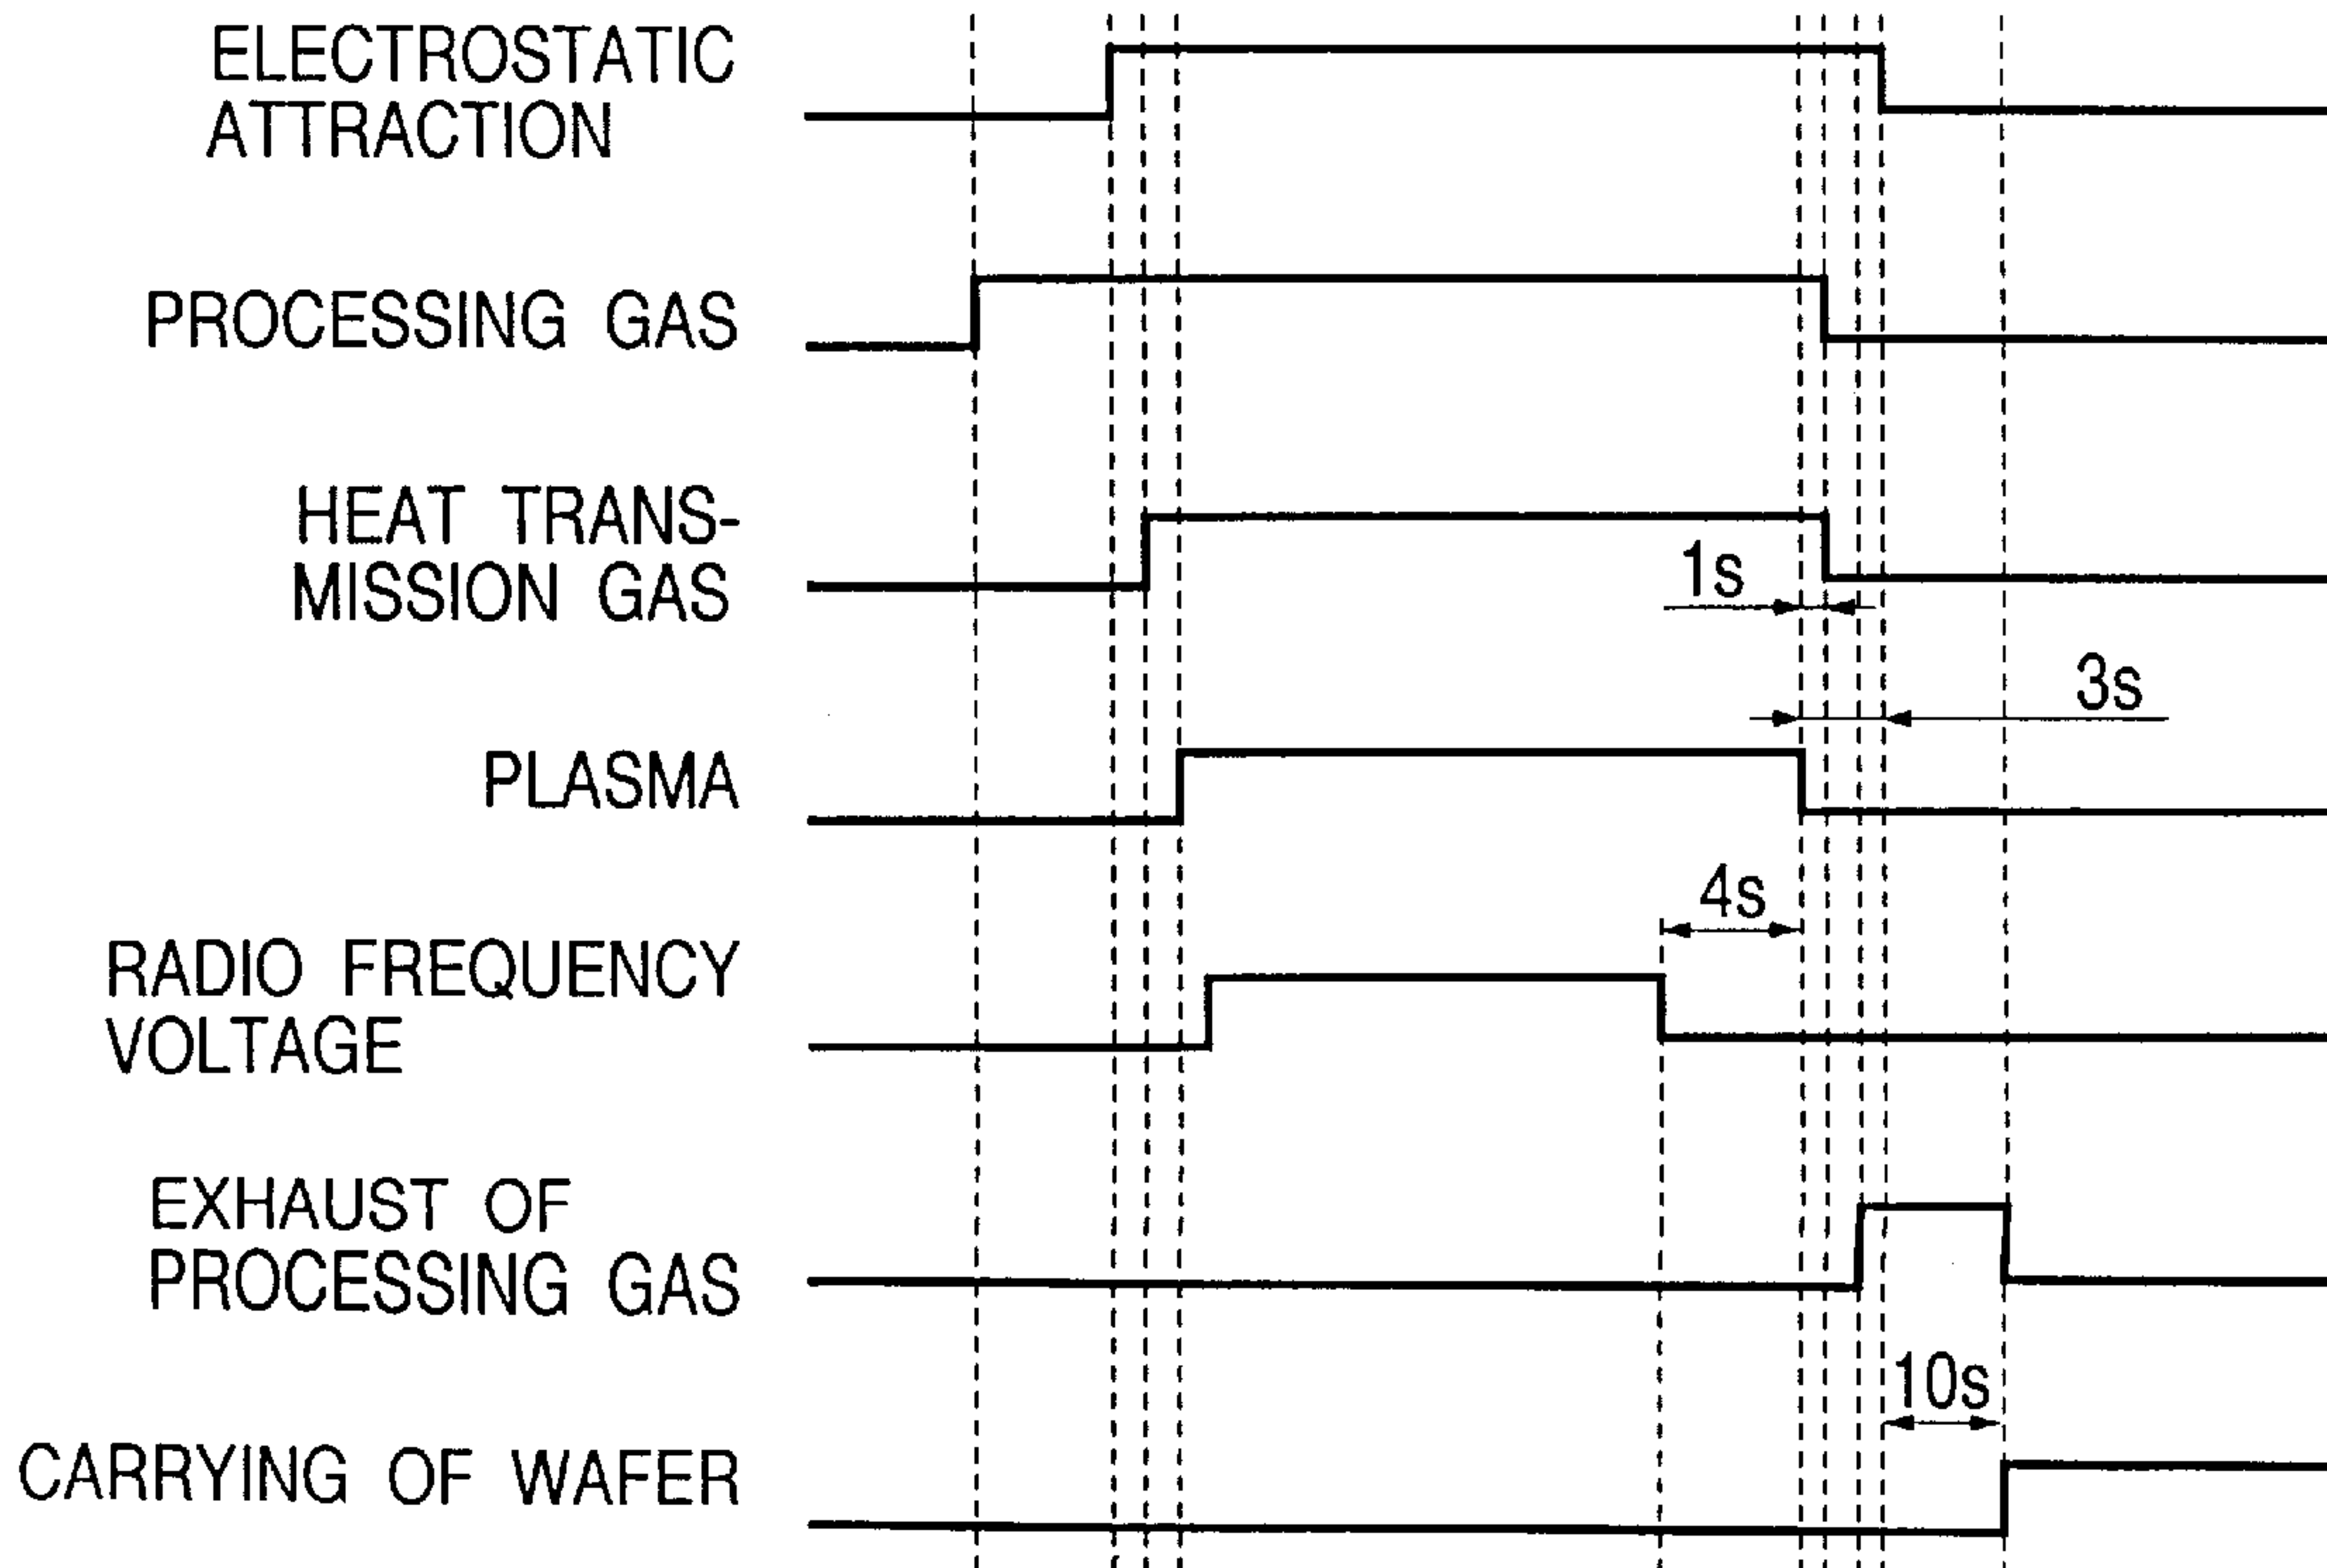 ELECTROSTATIC
ATTRACTION
PROCESSING GAS
HEAT TRANS-
MISSION GAS
1s
3s
PLASMA
4s
RADIO FREQUENCY
VOLTAGE
EXHAUST OF
PROCESSING GAS
10s
CARRYING OF WAFER